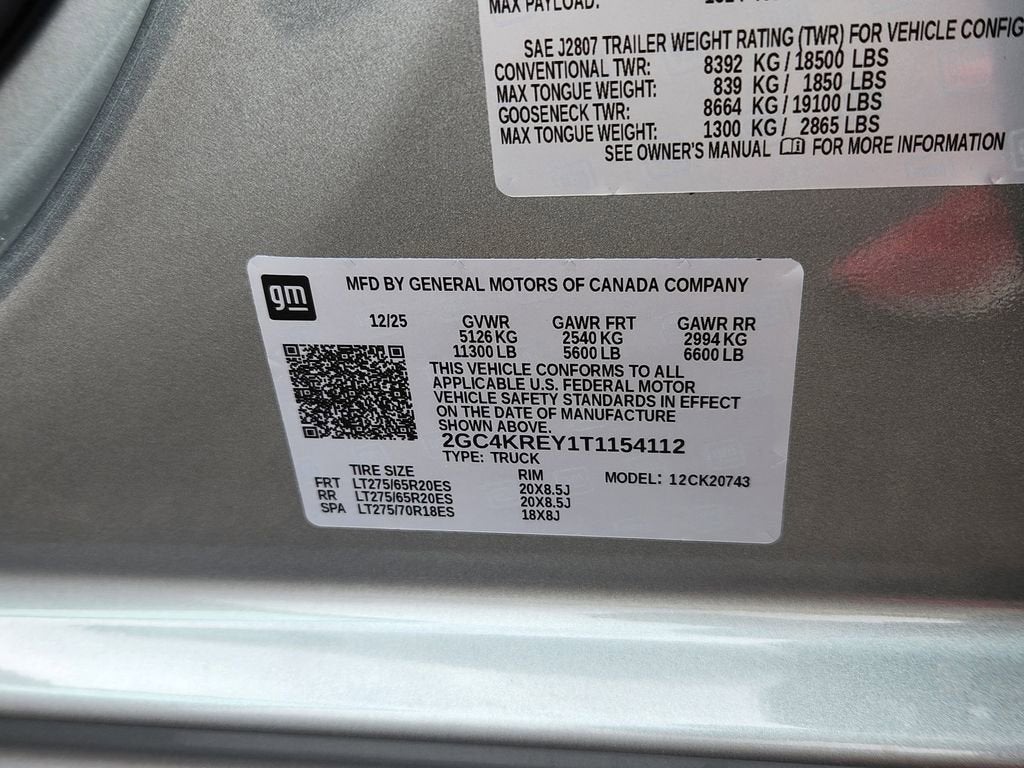 MAX PAYLOAD:
SAE J2807 TRAILER WEIGHT RATING (TWR) FOR VEHICLE CONFIG
CONVENTIONAL TWR: 8392 KG / 18500 LBS
MAX TONGUE WEIGHT: 839 KG / 1850 LBS
GOOSENECK TWR: 8664 KG / 19100 LBS
MAX TONGUE WEIGHT: 1300 KG / 2865 LBS
SEE OWNER'S MANUAL FOR MORE INFORMATION
gm
MFD BY GENERAL MOTORS OF CANADA COMPANY
12/25 GVWR GAWR FRT GAWR RR
5126 KG 2540 KG 2994 KG
11300 LB 5600 LB 6600 LB
THIS VEHICLE CONFORMS TO ALL
APPLICABLE U.S. FEDERAL MOTOR
VEHICLE SAFETY STANDARDS IN EFFECT
ON THE DATE OF MANUFACTURE
SHOWN ABOVE.
2GC4KREY1T1154112
TYPE: TRUCK
TIRE SIZE RIM MODEL: 12CK20743
FRT LT275/65R20ES 20X8.5J
RR LT275/65R20ES 20X8.5J
SPA LT275/70R18ES 18X8J